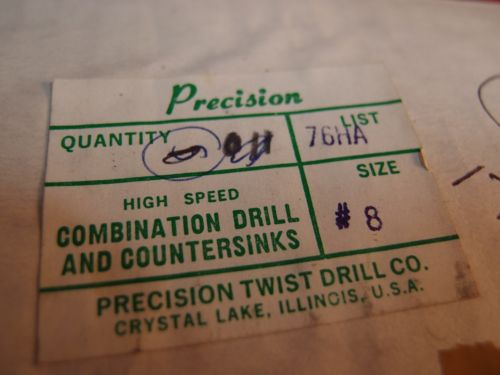 Precision
QUANTITY
LIST
76HA
HIGH SPEED
COMBINATION DRILL
AND COUNTERSINKS
SIZE
# 8
PRECISION TWIST DRILL CO.
CRYSTAL LAKE, ILLINOIS, U.S.A.